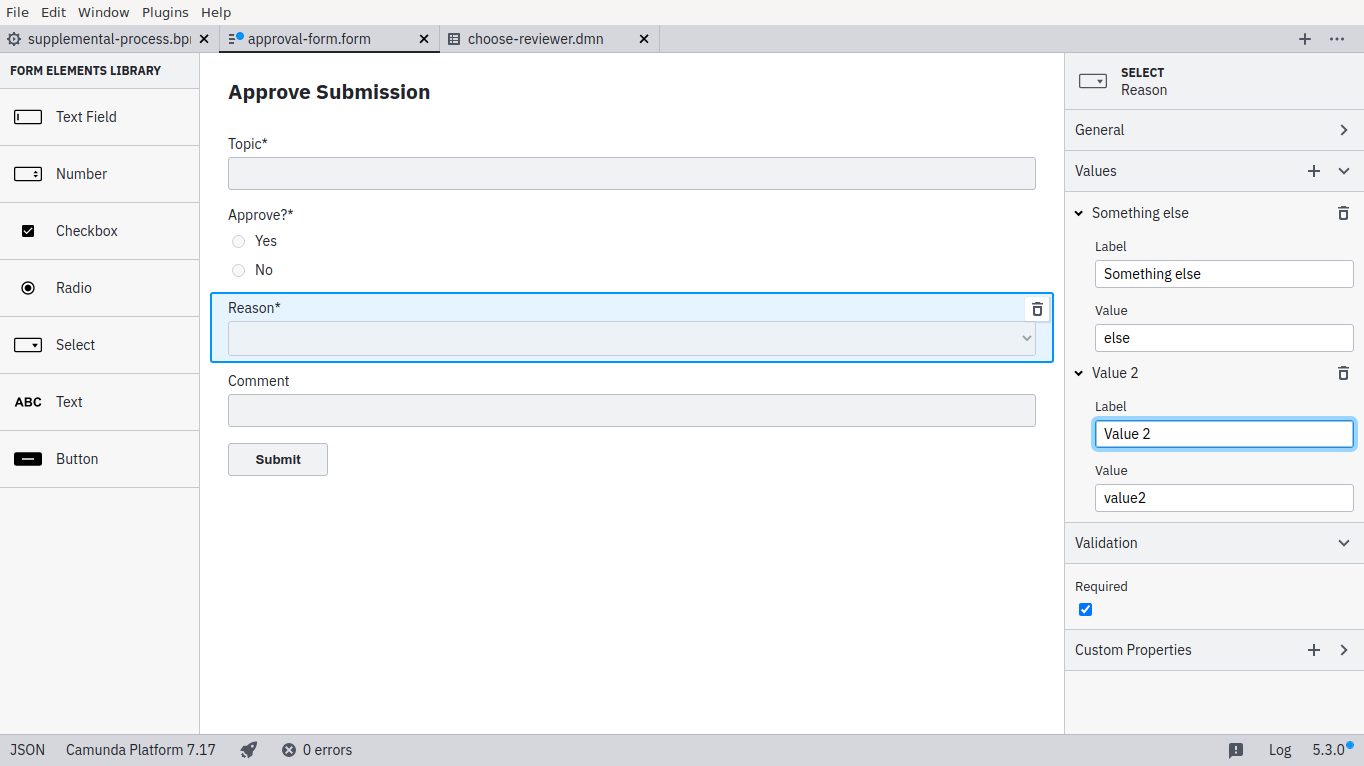 File Edit Window Plugins Help
supplemental-process.bpr
approval-form.form
choose-reviewer.dmn
FORM ELEMENTS LIBRARY
Text Field
Number
Checkbox
Radio
Select
ABC Text
Button
Approve Submission
Topic*
Approve?*
Yes
No
Reason*
Comment
Submit
SELECT
Reason
General
Values
Something else
Label
Something else
Value
else
Value 2
Label
Value 2
Value
value2
Validation
Required
Custom Properties
JSON Camunda Platform 7.17 0 errors Log 5.3.0